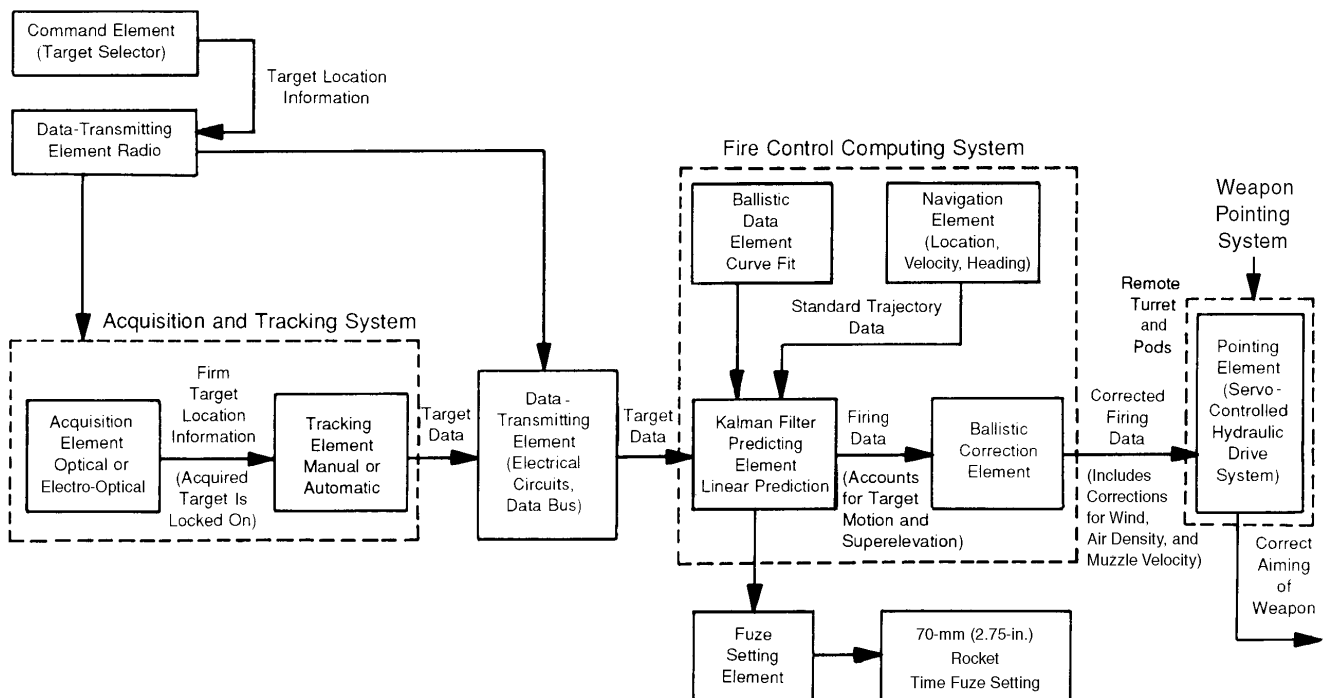 Command Element
(Target Selector)
Target Location
Information
Data-Transmitting
Element Radio
Fire Control Computing System
Ballistic
Data
Element
Curve Fit
Navigation
Element
(Location,
Velocity, Heading)
Standard Trajectory
Data
Weapon
Pointing
System
Remote
Turret
and
Pods
Acquisition and Tracking System
Acquisition
Element
Optical or
Electro-Optical
Firm
Target
Location
Information
(Acquired
Target Is
Locked On)
Tracking
Element
Manual or
Automatic
Target
Data
Data-
Transmitting
Element
(Electrical
Circuits,
Data Bus)
Target
Data
Kalman Filter
Predicting
Element
Linear Prediction
Firing
Data
(Accounts
for Target
Motion and
Superelevation)
Ballistic
Correction
Element
Corrected
Firing
Data
(Includes
Corrections
for Wind,
Air Density, and
Muzzle Velocity)
Pointing
Element
(Servo-
Controlled
Hydraulic
Drive
System)
Correct
Aiming
of
Weapon
Fuze
Setting
Element
70-mm (2.75-in.)
Rocket
Time Fuze Setting